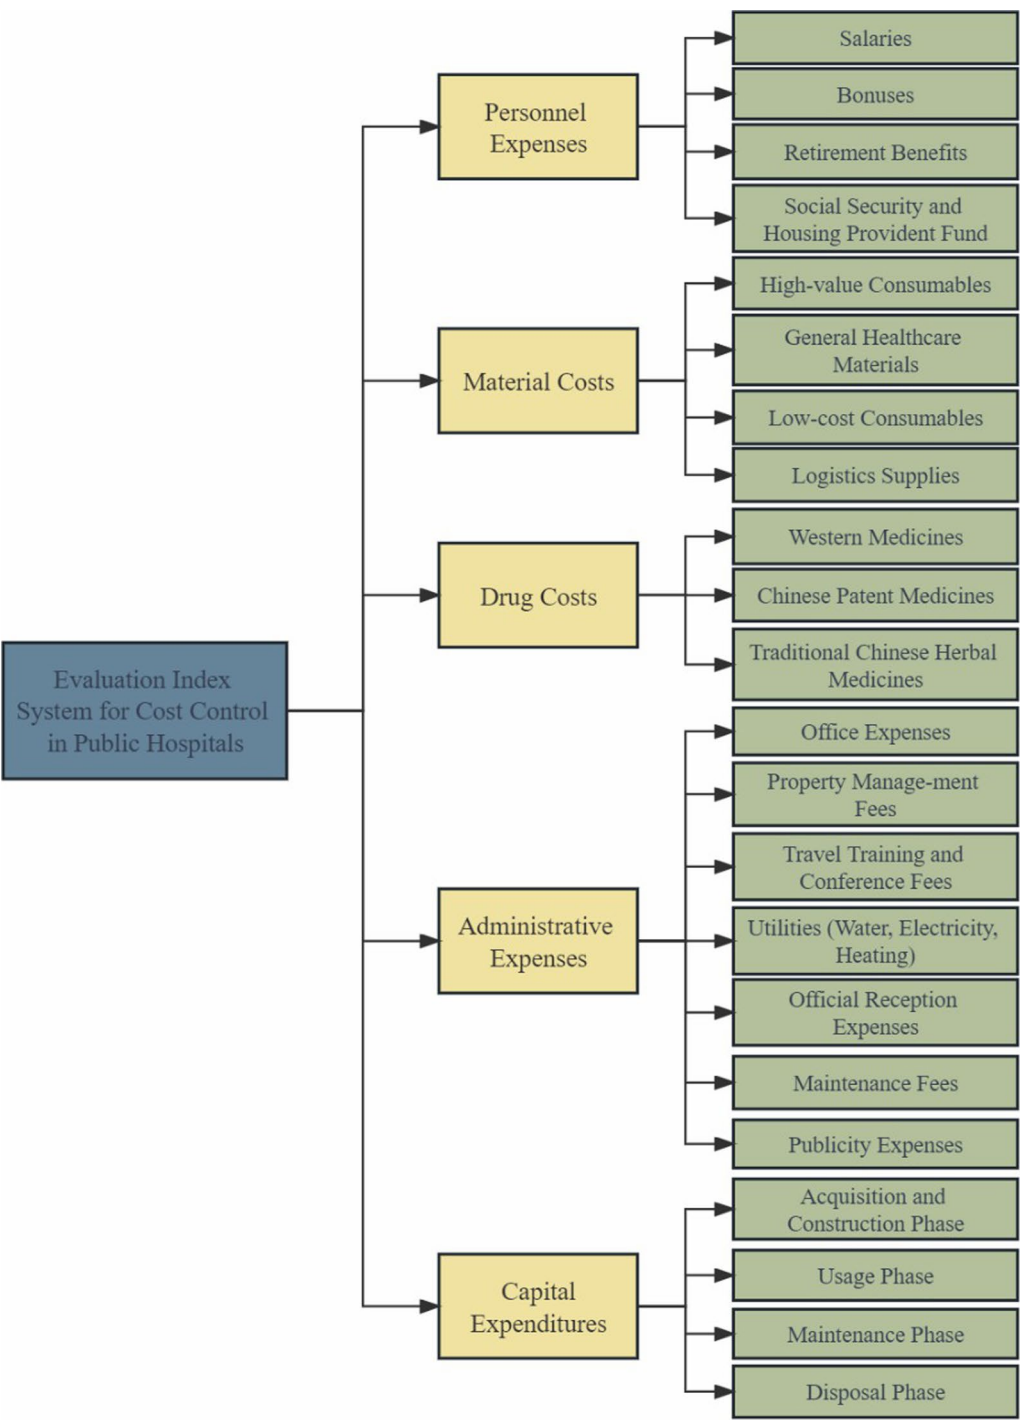 Evaluation Index
System for Cost Control
in Public Hospitals
Personnel
Expenses
Salaries
Bonuses
Retirement Benefits
Social Security and
Housing Provident Fund
Material Costs
High-value Consumables
General Healthcare
Materials
Low-cost Consumables
Logistics Supplies
Drug Costs
Western Medicines
Chinese Patent Medicines
Traditional Chinese Herbal
Medicines
Administrative
Expenses
Office Expenses
Property Manage-ment
Fees
Travel Training and
Conference Fees
Utilities (Water, Electricity,
Heating)
Official Reception
Expenses
Maintenance Fees
Publicity Expenses
Capital
Expenditures
Acquisition and
Construction Phase
Usage Phase
Maintenance Phase
Disposal Phase